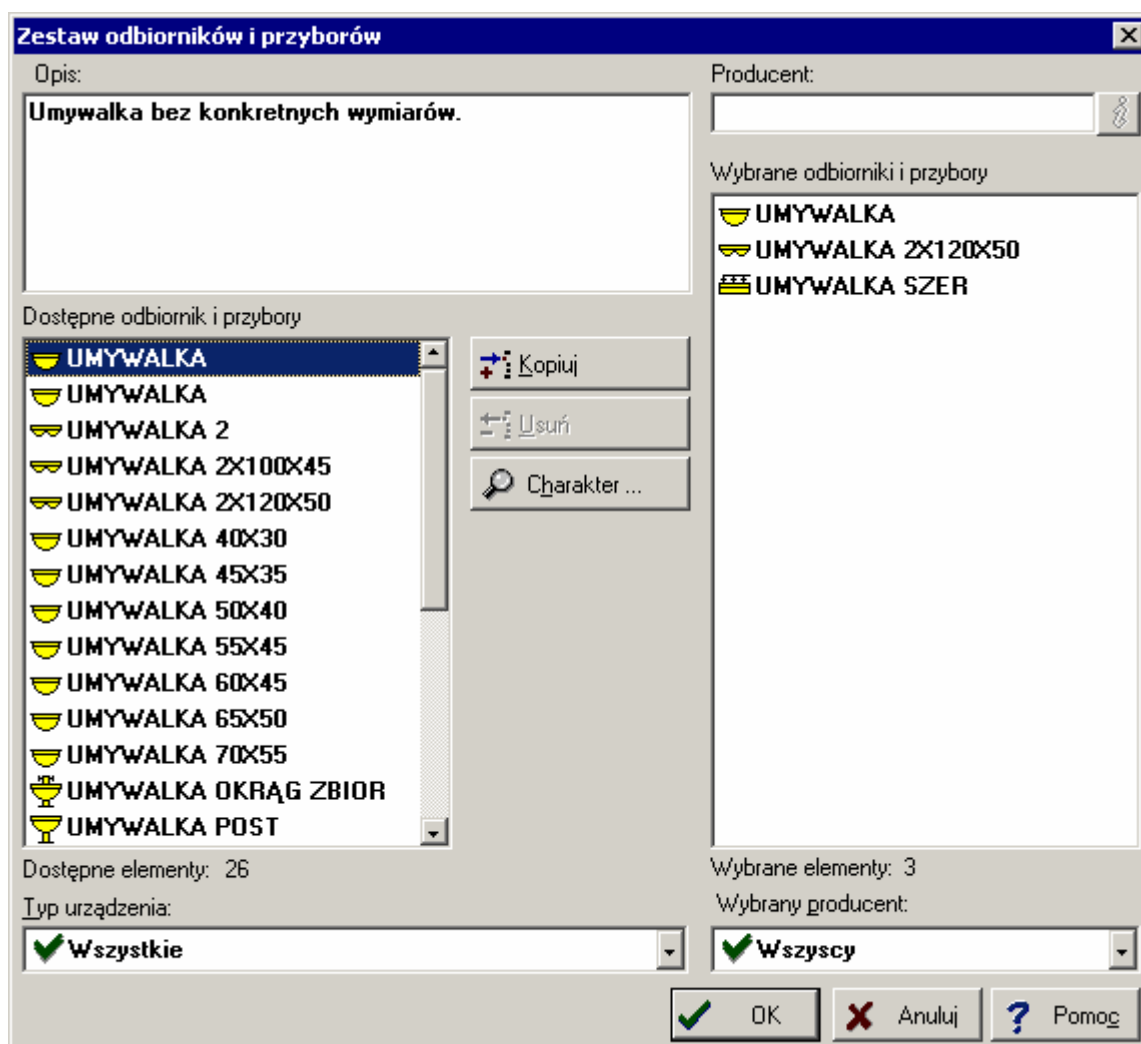 Zestaw odbiorników i przyborów
Opis:
Umywalka bez konkretnych wymiarów.
Producent:
Wybrane odbiorniki i przybory
UMYWALKA
UMYWALKA 2X120X50
UMYWALKA SZER
Dostępne odbiornik i przybory
UMYWALKA
UMYWALKA
UMYWALKA 2
UMYWALKA 2X100X45
UMYWALKA 2X120X50
UMYWALKA 40X30
UMYWALKA 45X35
UMYWALKA 50X40
UMYWALKA 55X45
UMYWALKA 60X45
UMYWALKA 65X50
UMYWALKA 70X55
UMYWALKA OKRĄG ZBIOR
UMYWALKA POST
Kopiuj
Usuń
Charakter ...
Dostępne elementy: 26
Wybrane elementy: 3
Typ urządzenia:
Wszystkie
Wybrany producent:
Wszyscy
OK
Anuluj
Pomoc